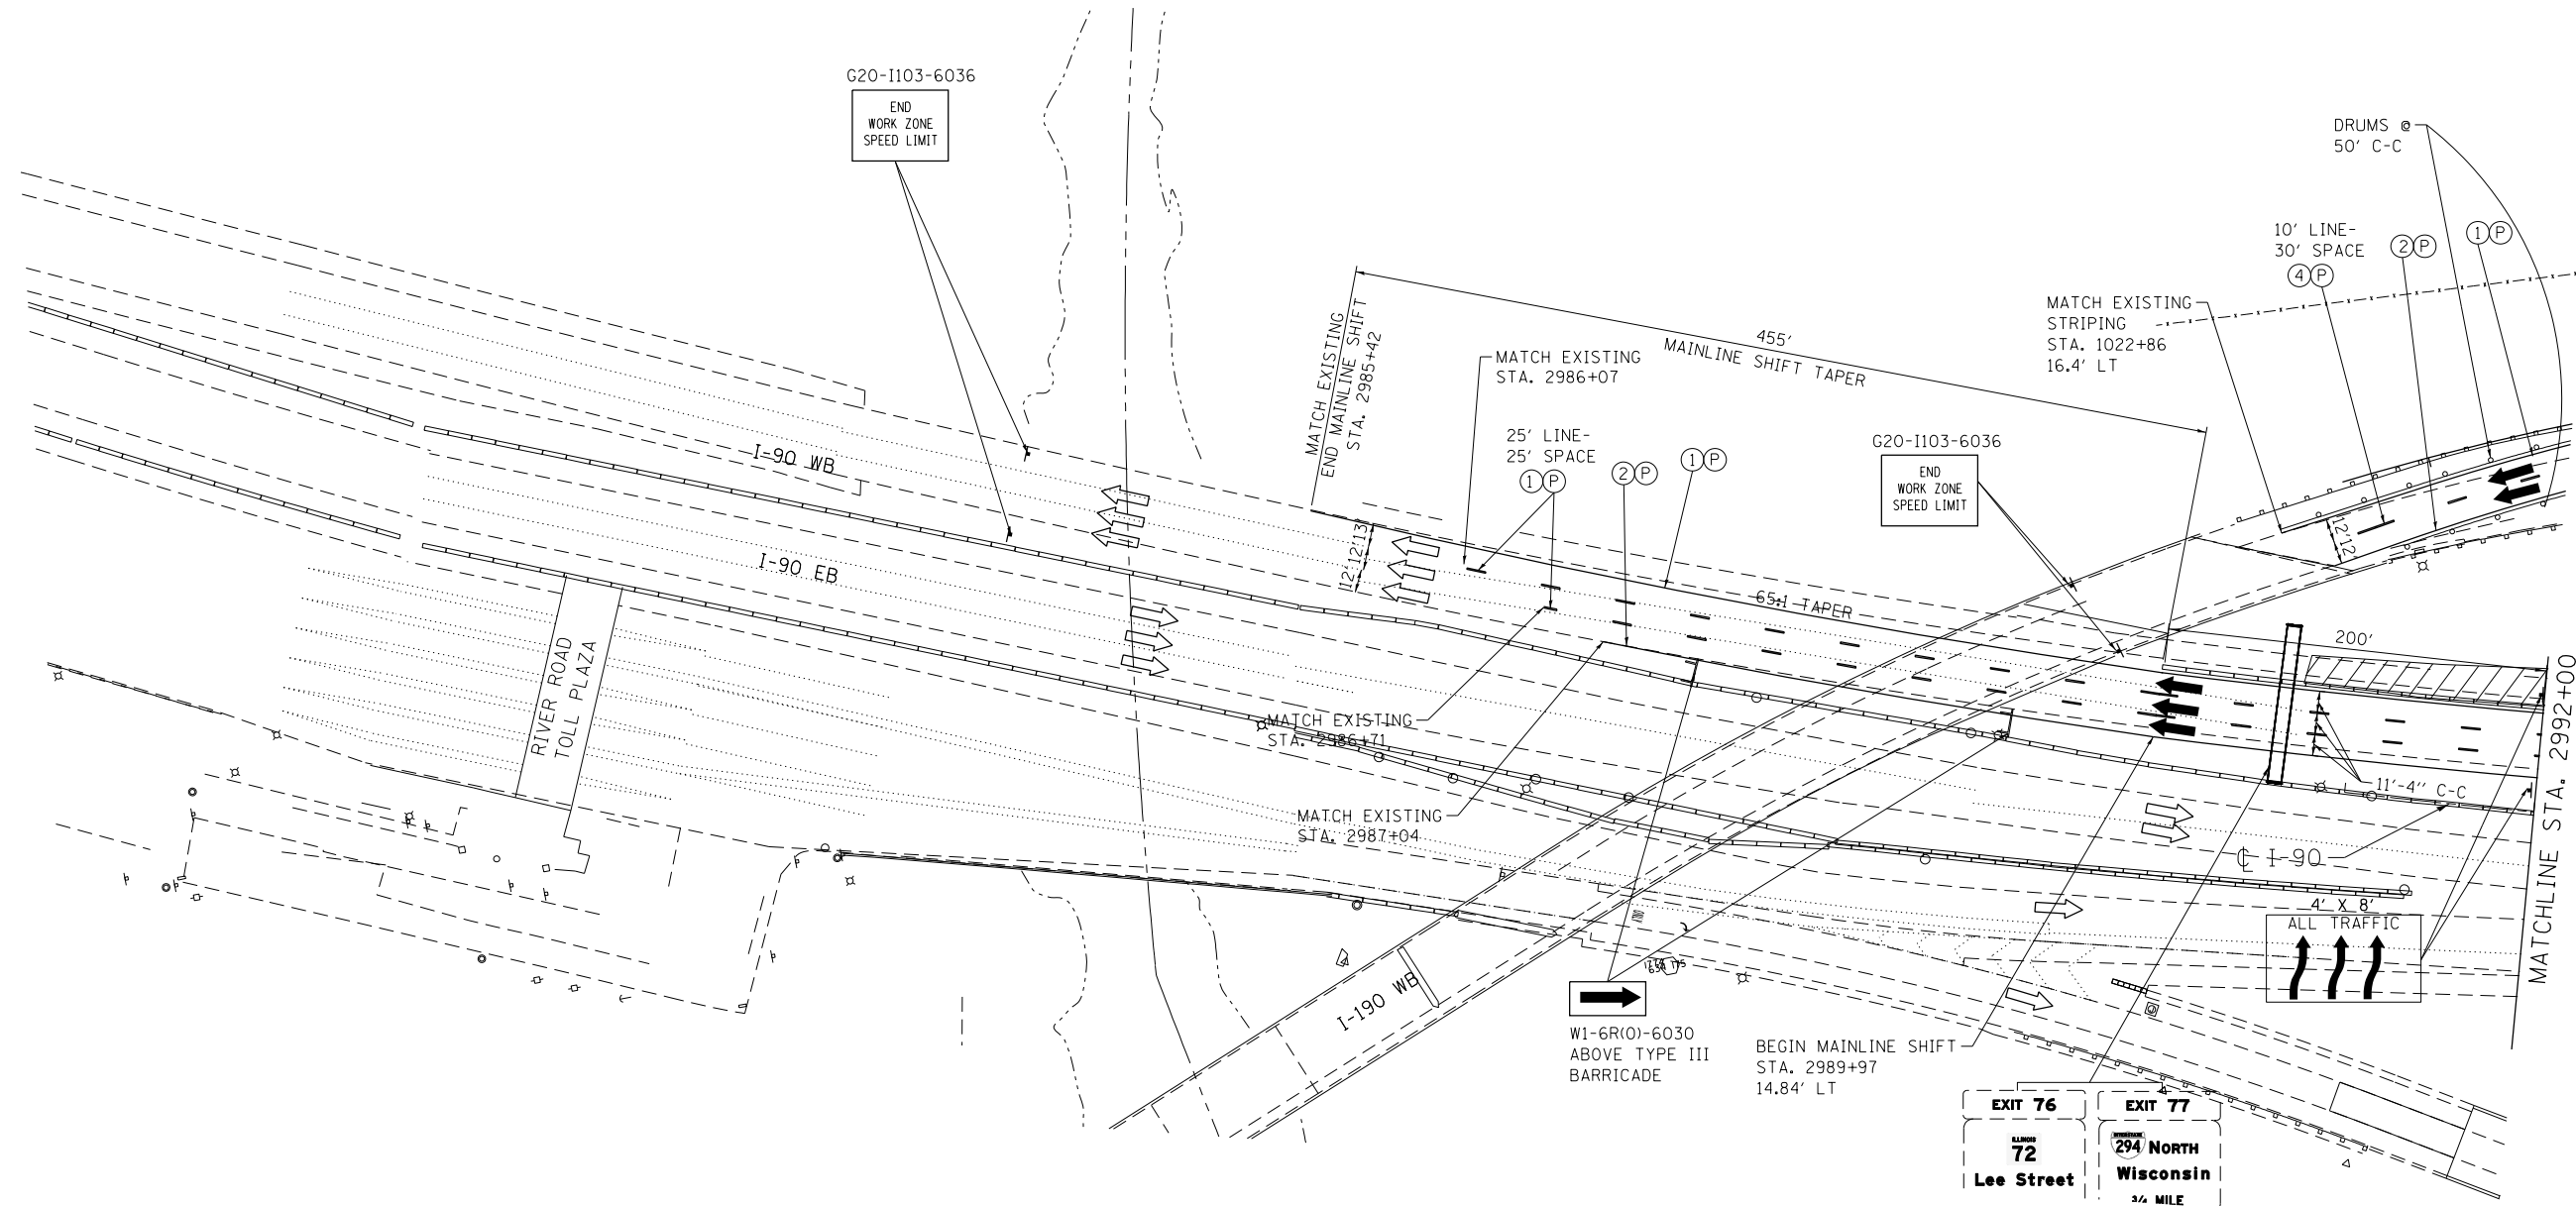 G20-I103-6036
END
WORK ZONE
SPEED LIMIT
DRUMS @
50' C-C
10' LINE-
30' SPACE
4 P
2 P
1 P
MATCH EXISTING
STRIPING
STA. 1022+86
16.4' LT
MATCH EXISTING
END MAINLINE SHIFT
STA. 2985+42
455'
MAINLINE SHIFT TAPER
MATCH EXISTING
STA. 2986+07
25' LINE-
25' SPACE
1 P
2 P
1 P
G20-I103-6036
END
WORK ZONE
SPEED LIMIT
I-90 WB
I-90 EB
12' 12' 13'
12' 12'
65:1 TAPER
200'
RIVER ROAD
TOLL PLAZA
MATCH EXISTING
STA. 2986+71
MATCH EXISTING
STA. 2987+04
11'-4" C-C
℄ I-90
MATCHLINE STA. 2992+00
4' X 8'
ALL TRAFFIC
I-190 WB
W1-6R(O)-6030
ABOVE TYPE III
BARRICADE
BEGIN MAINLINE SHIFT
STA. 2989+97
14.84' LT
EXIT 76
ILLINOIS
72
Lee Street
EXIT 77
INTERSTATE
294 NORTH
Wisconsin
3/4 MILE